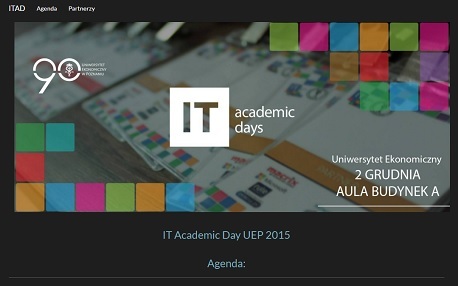 ITAD Agenda Partnerzy
90 UNIWERSYTET
EKONOMICZNY
W POZNANIU
IT academic
days
Uniwersytet Ekonomiczny
2 GRUDNIA
AULA BUDYNEK A
IT Academic Day UEP 2015
Agenda: